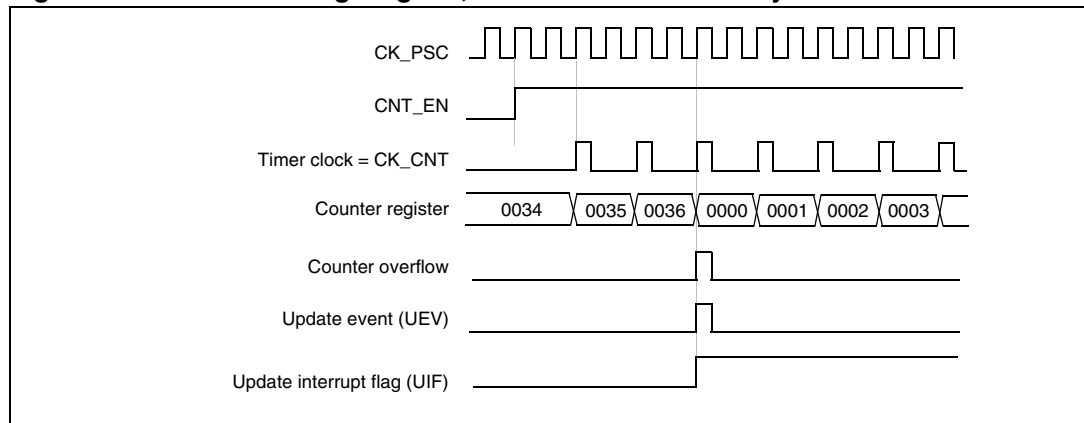 CK_PSC
CNT_EN
Timer clock = CK_CNT
Counter register 0034 0035 0036 0000 0001 0002 0003
Counter overflow
Update event (UEV)
Update interrupt flag (UIF)